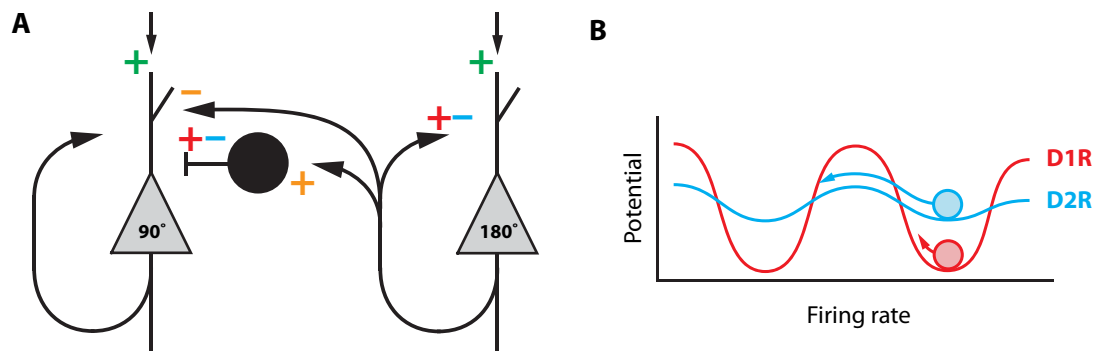 A
B
+
+
−
+−
+−
+
90°
180°
D1R
D2R
Potential
Firing rate